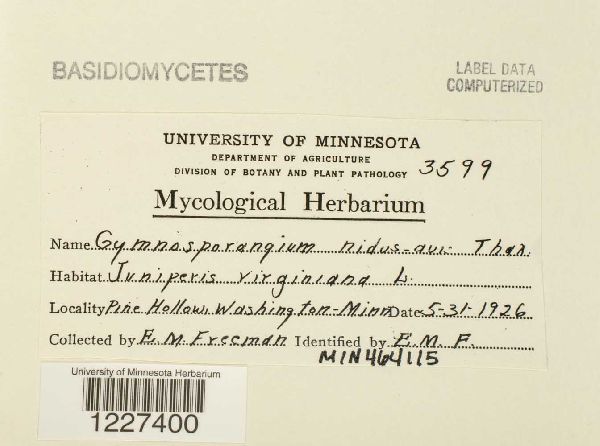 BASIDIOMYCETES
LABEL DATA
COMPUTERIZED
UNIVERSITY OF MINNESOTA
DEPARTMENT OF AGRICULTURE
DIVISION OF BOTANY AND PLANT PATHOLOGY 3599
Mycological Herbarium
Name Gymnosporangium nidus-avi Thax.
Habitat Juniperis virginiana L.
Locality Pine Hollow, Washington-Minn Date 5-31-1926
Collected by E. M. Freeman Identified by E. M. F.
MIN464115
University of Minnesota Herbarium
1227400